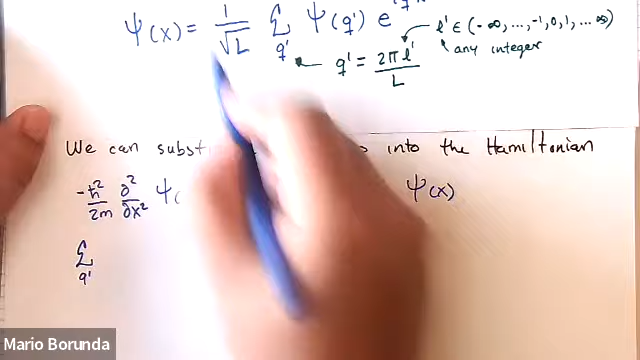 Ψ(x) = 1/√L Σ_q' Ψ(q') e
l' ∈ (-∞, ..., -1, 0, 1, ... ∞)
q' = 2πl'/L any integer
We can into the Hamiltonian
-ħ²/2m ∂²/∂x² Ψ( Ψ(x)
Σ_q'
Mario Borunda